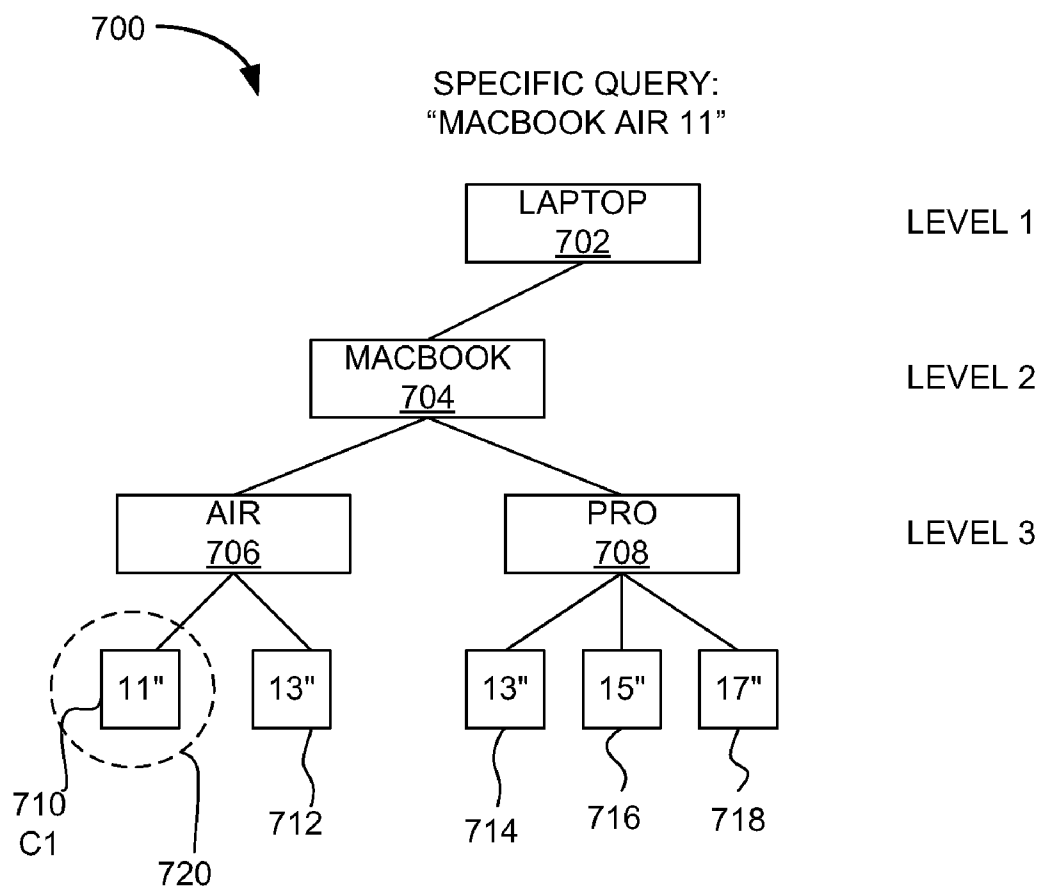 700
SPECIFIC QUERY:
“MACBOOK AIR 11”
LAPTOP
702
LEVEL 1
MACBOOK
704
LEVEL 2
AIR
706
PRO
708
LEVEL 3
11"
13"
13"
15"
17"
710
C1
712
714
716
718
720